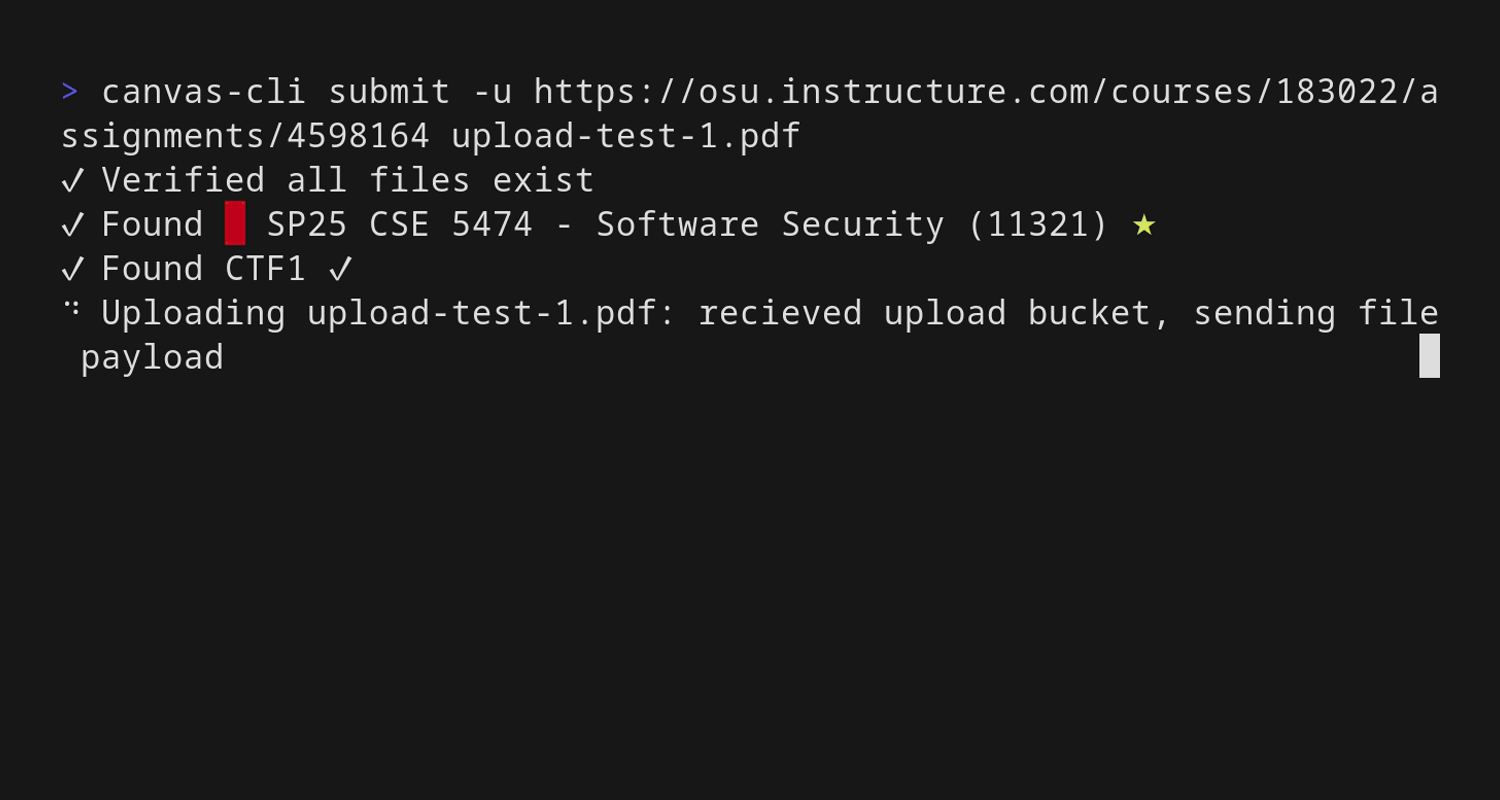 > canvas-cli submit -u https://osu.instructure.com/courses/183022/a
ssignments/4598164 upload-test-1.pdf
✓ Verified all files exist
✓ Found █ SP25 CSE 5474 - Software Security (11321) ★
✓ Found CTF1 ✓
⠙ Uploading upload-test-1.pdf: recieved upload bucket, sending file
 payload